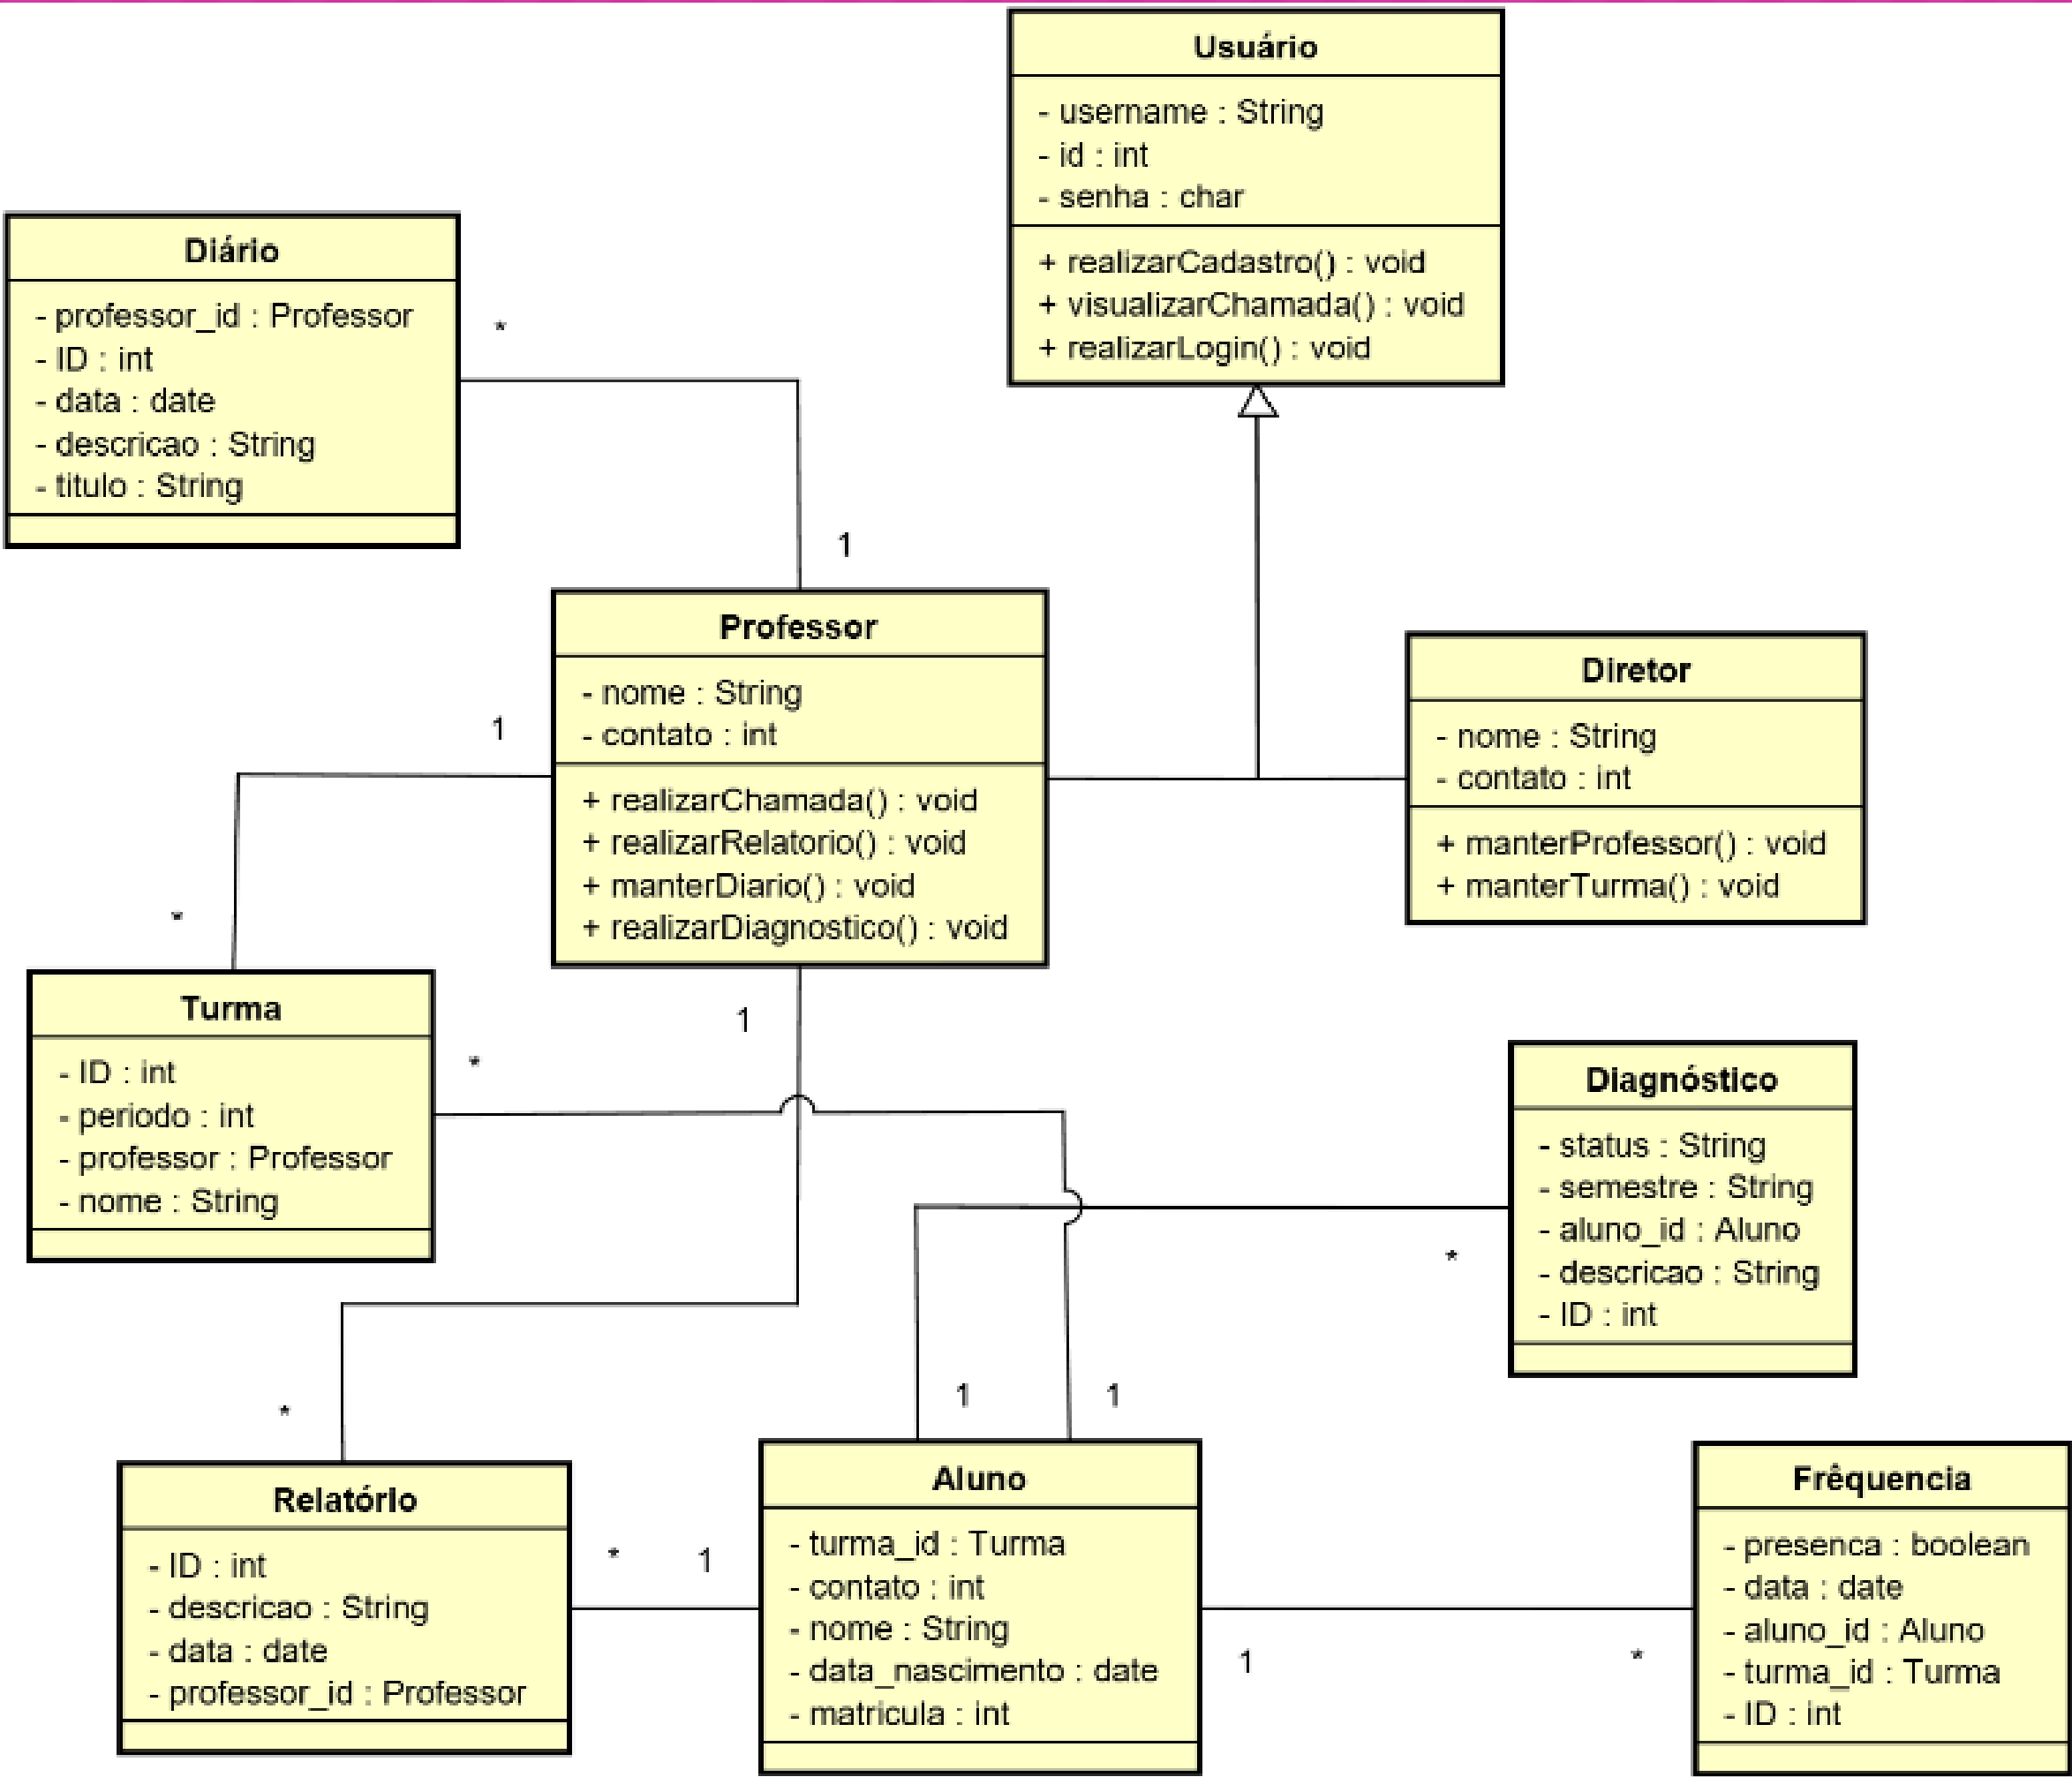 Usuário
- username : String
- id : int
- senha : char
+ realizarCadastro() : void
+ visualizarChamada() : void
+ realizarLogin() : void
Diário
- professor_id : Professor
- ID : int
- data : date
- descricao : String
- titulo : String
*
1
Professor
- nome : String
- contato : int
+ realizarChamada() : void
+ realizarRelatorio() : void
+ manterDiario() : void
+ realizarDiagnostico() : void
Diretor
- nome : String
- contato : int
+ manterProfessor() : void
+ manterTurma() : void
1
*
Turma
- ID : int
- periodo : int
- professor : Professor
- nome : String
1
*
Diagnóstico
- status : String
- semestre : String
- aluno_id : Aluno
- descricao : String
- ID : int
*
1
1
*
Relatório
- ID : int
- descricao : String
- data : date
- professor_id : Professor
*
1
Aluno
- turma_id : Turma
- contato : int
- nome : String
- data_nascimento : date
- matricula : int
1
*
Frêquencia
- presenca : boolean
- data : date
- aluno_id : Aluno
- turma_id : Turma
- ID : int